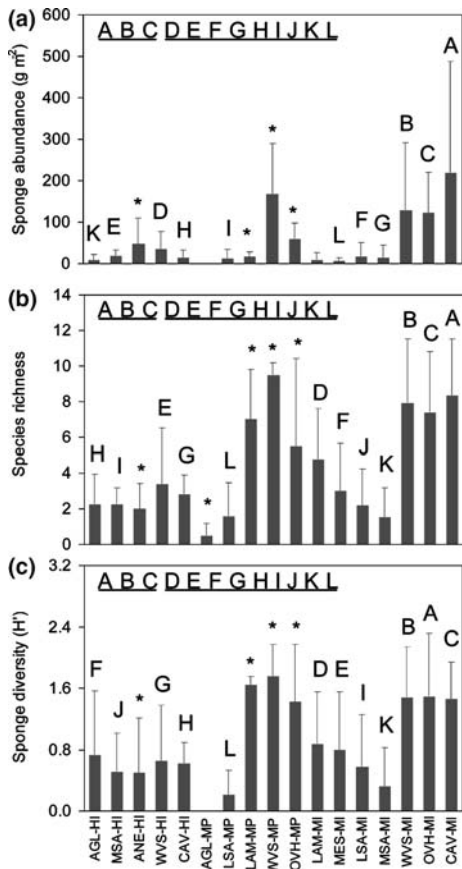 (a)
A B C D E F G H I J K L
Sponge abundance (g m²)
600
500
400
300
200
100
0
K E * D H I * * * L F G B C A
(b)
A B C D E F G H I J K L
Species richness
14
12
10
8
6
4
2
0
H I * E G * L * * * D F J K B C A
(c)
A B C D E F G H I J K L
Sponge diversity (H')
3.2
2.4
1.6
0.8
0.0
F J * G H L * * * D E I K B A C
AGL-HI
MSA-HI
ANE-HI
WVS-HI
CAV-HI
AGL-MP
LSA-MP
LAM-MP
WVS-MP
OVH-MP
LAM-MI
MES-MI
LSA-MI
MSA-MI
WVS-MI
OVH-MI
CAV-MI